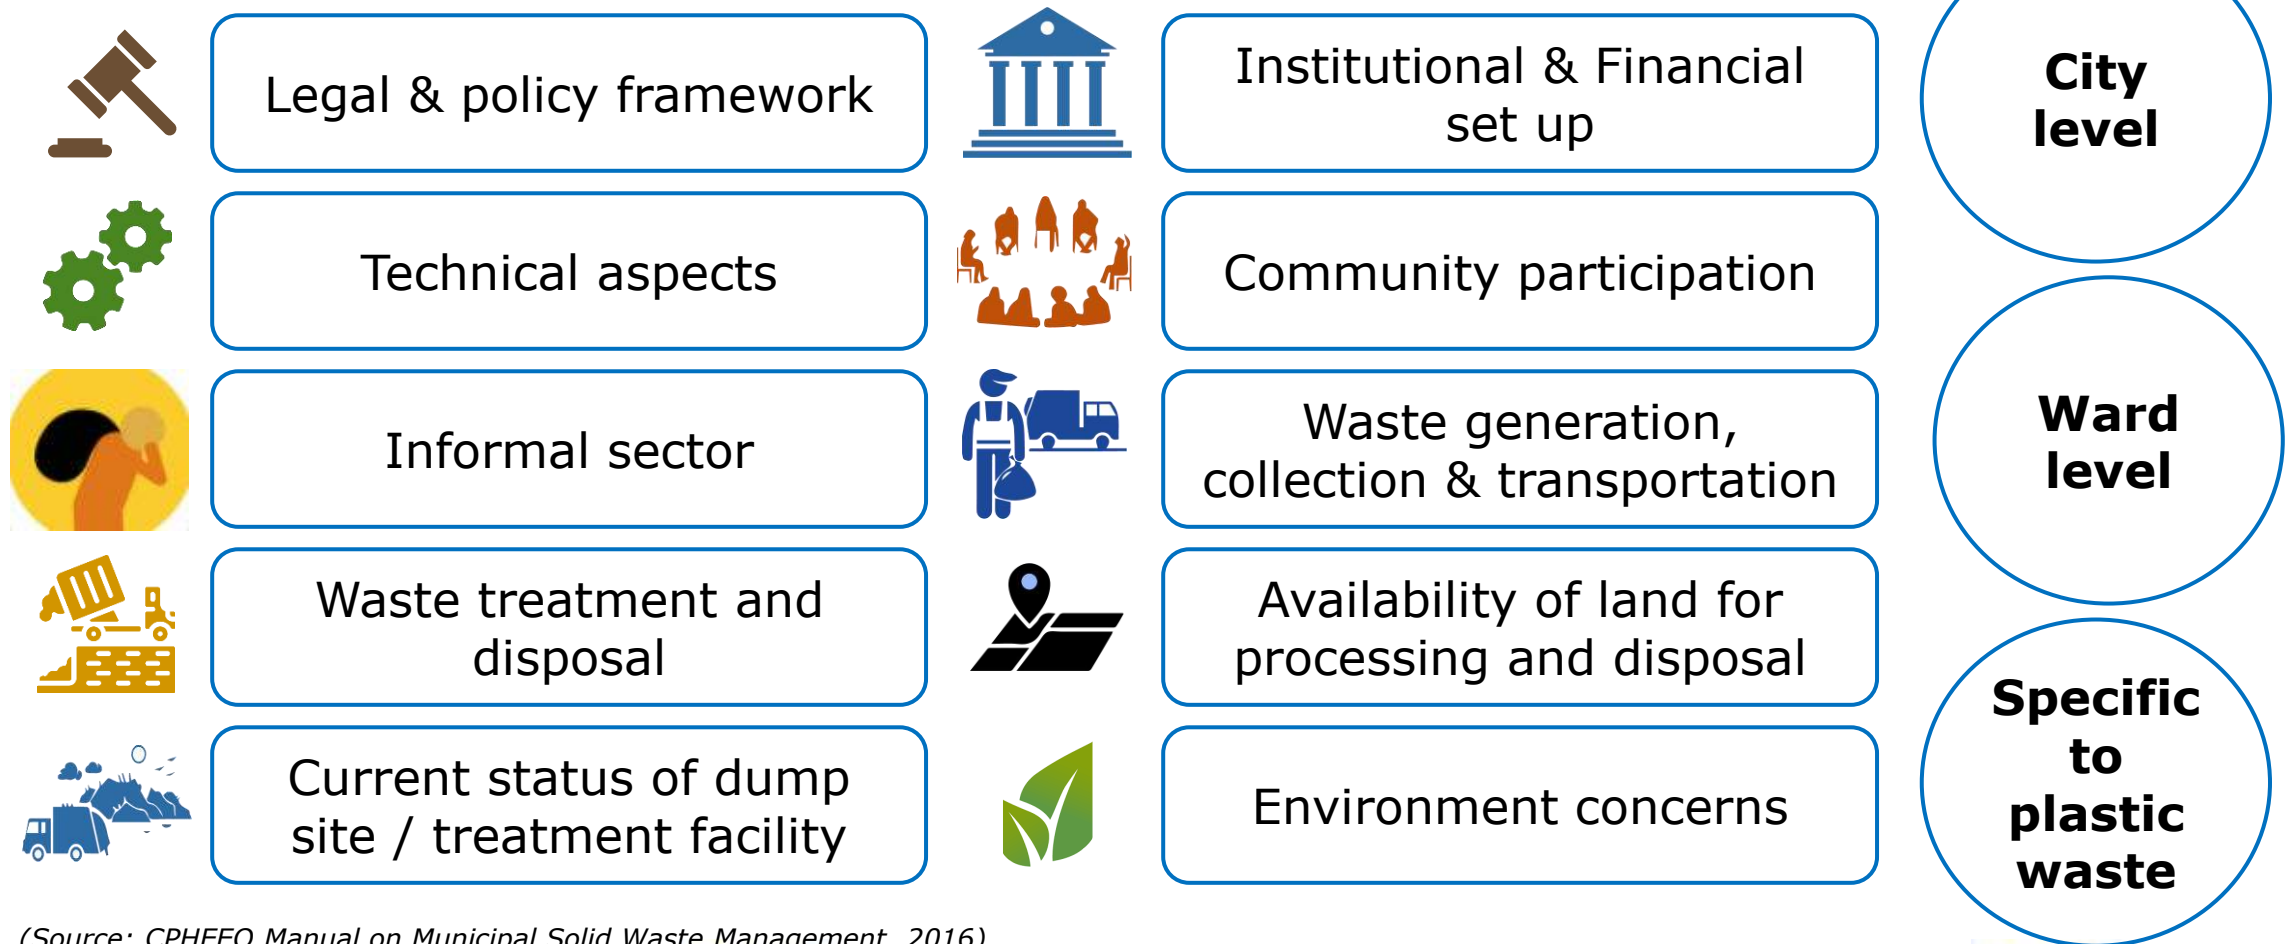 Legal & policy framework
Institutional & Financial
set up
Technical aspects
Community participation
Informal sector
Waste generation,
collection & transportation
Waste treatment and
disposal
Availability of land for
processing and disposal
Current status of dump
site / treatment facility
Environment concerns
City
level
Ward
level
Specific
to
plastic
waste
(Source: CPHEEO Manual on Municipal Solid Waste Management, 2016)